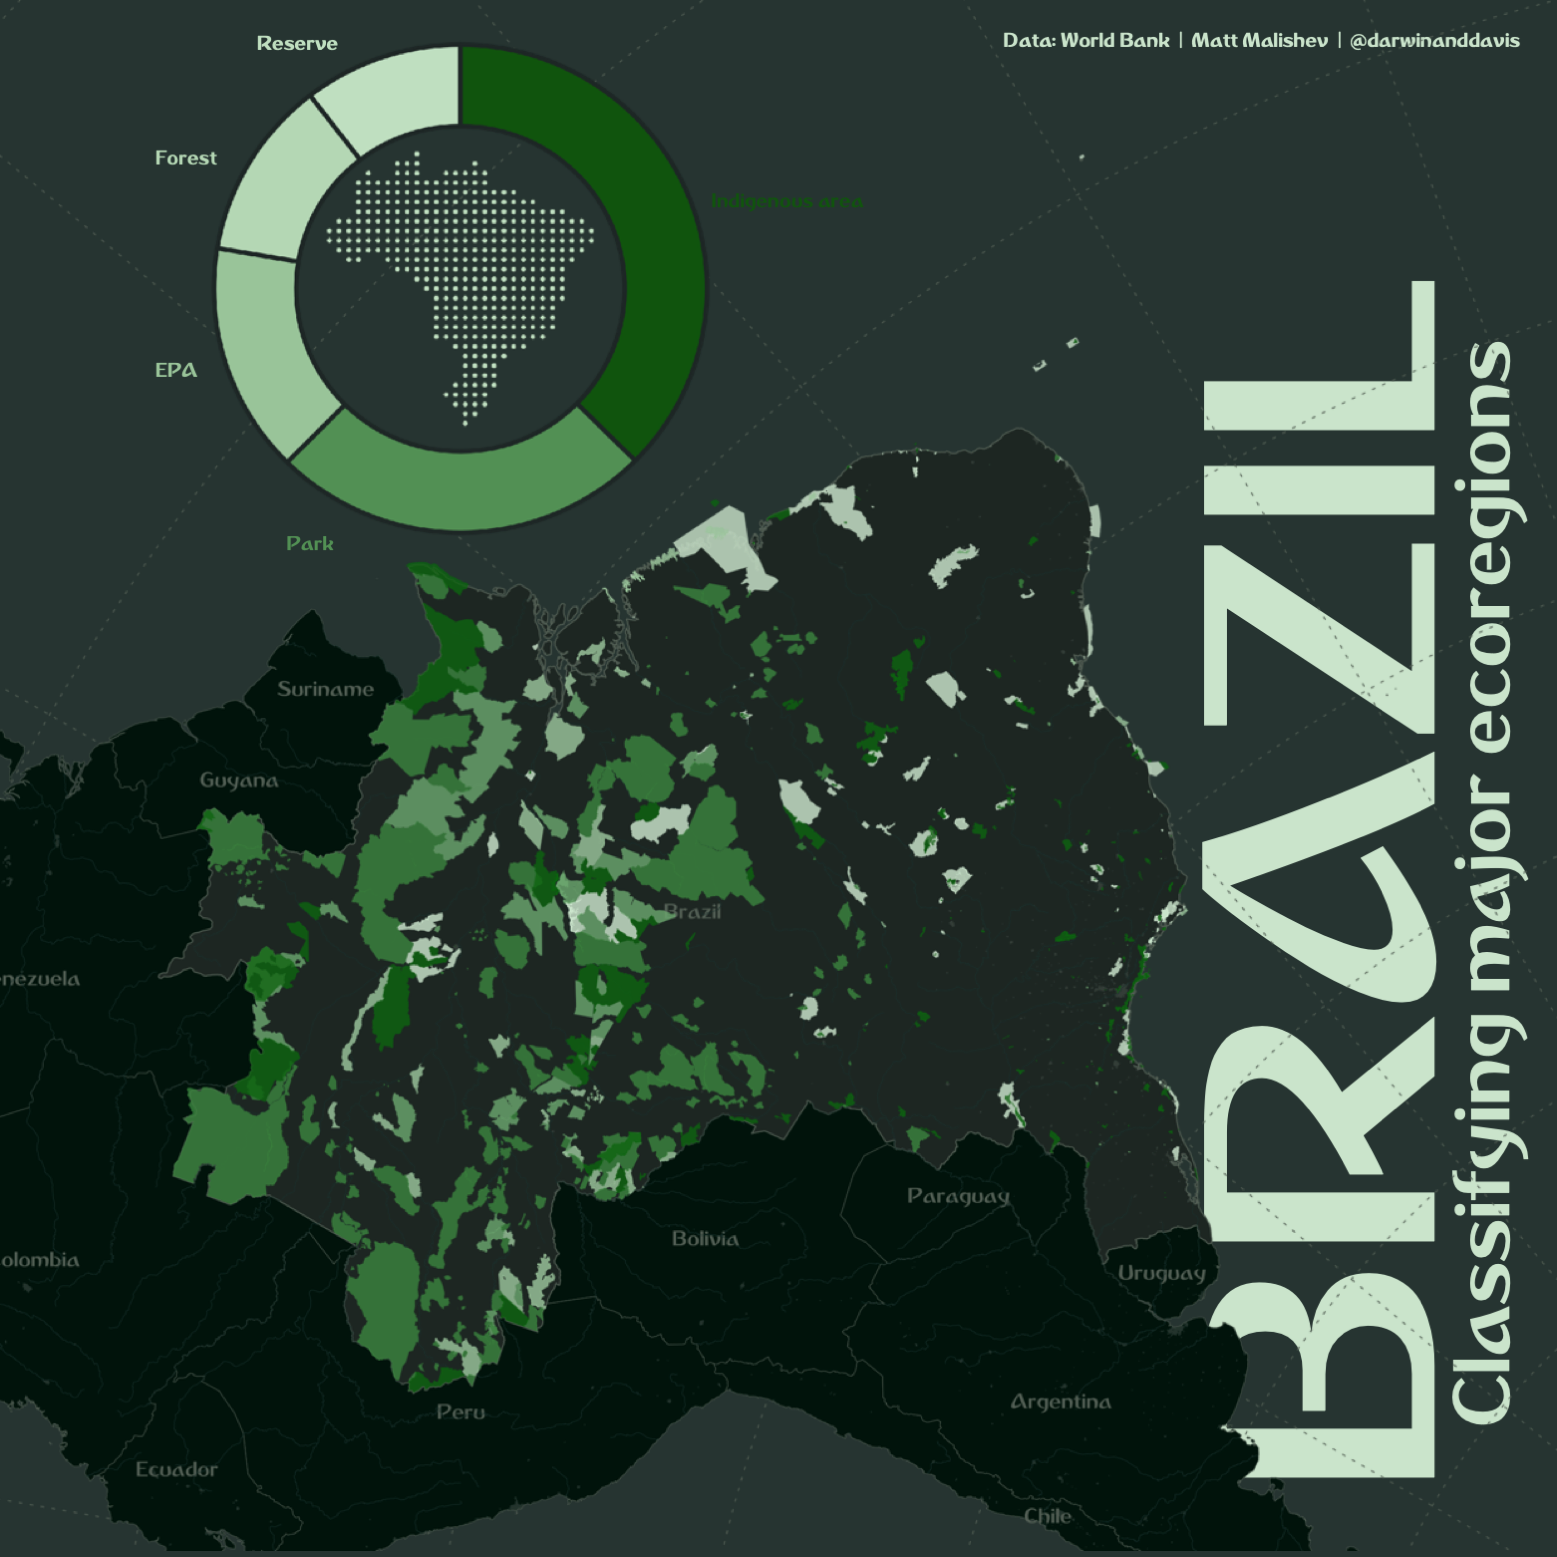 Reserve
Data: World Bank | Matt Malishev | @darwinanddavis
Forest
Indigenous area
EPA
Park
BRAZIL
Classifying major ecoregions
Suriname
Guyana
Brazil
enezuela
Paraguay
Bolivia
olombia
Uruguay
Argentina
Peru
Ecuador
Chile